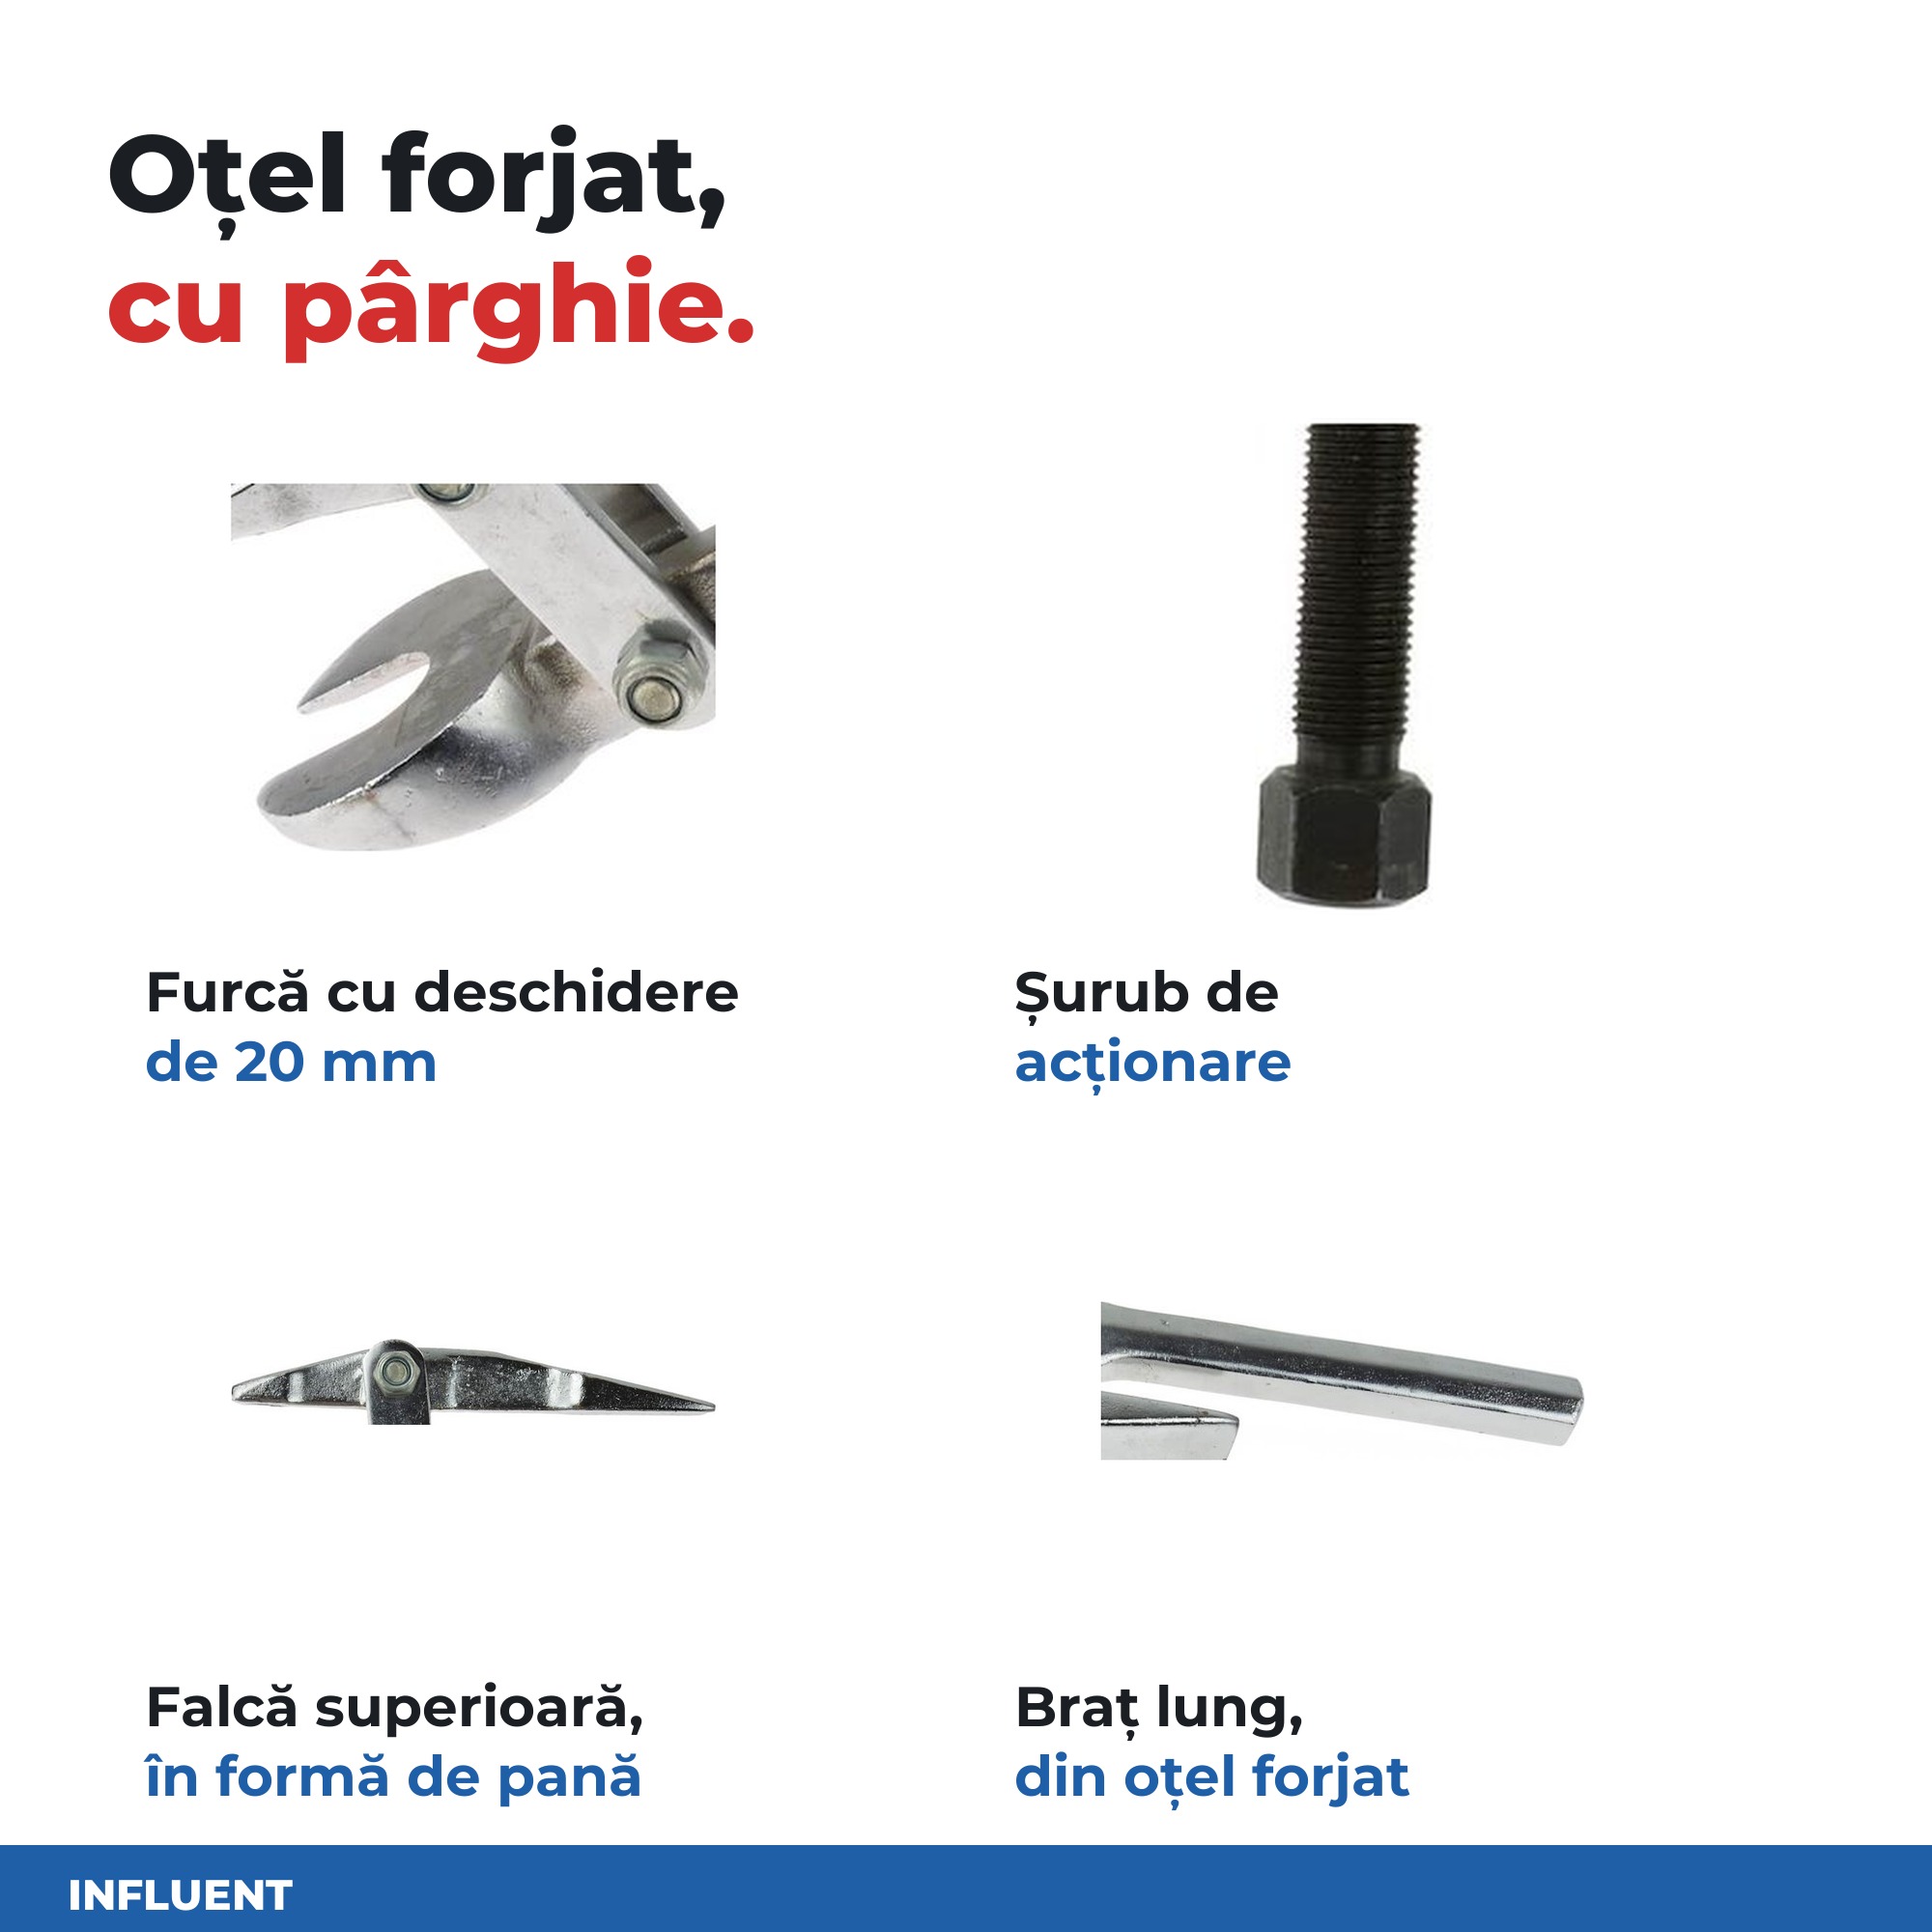 Oțel forjat,
cu pârghie.
Furcă cu deschidere
de 20 mm
Șurub de
acționare
Falcă superioară,
în formă de pană
Braț lung,
din oțel forjat
INFLUENT